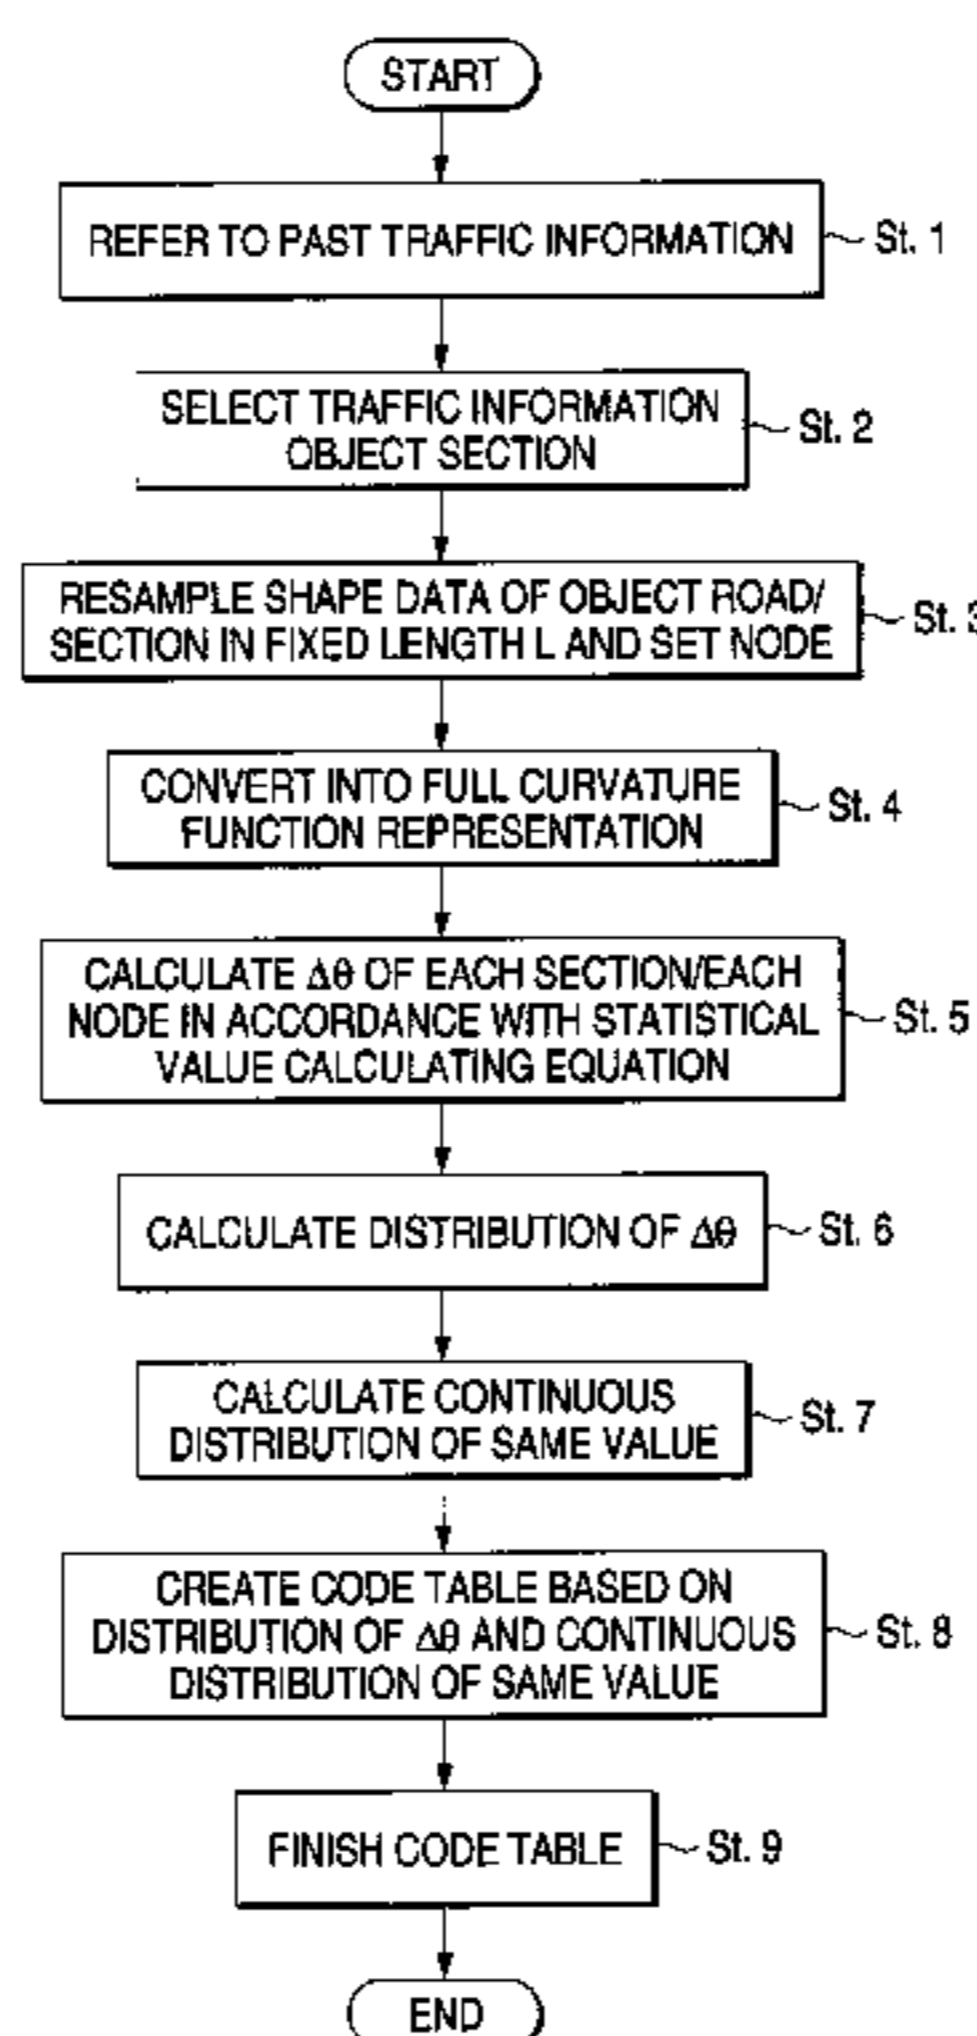 START
REFER TO PAST TRAFFIC INFORMATION
St. 1
SELECT TRAFFIC INFORMATION
OBJECT SECTION
St. 2
RESAMPLE SHAPE DATA OF OBJECT ROAD/
SECTION IN FIXED LENGTH L AND SET NODE
St. 3
CONVERT INTO FULL CURVATURE
FUNCTION REPRESENTATION
St. 4
CALCULATE Δθ OF EACH SECTION/EACH
NODE IN ACCORDANCE WITH STATISTICAL
VALUE CALCULATING EQUATION
St. 5
CALCULATE DISTRIBUTION OF Δθ
St. 6
CALCULATE CONTINUOUS
DISTRIBUTION OF SAME VALUE
St. 7
CREATE CODE TABLE BASED ON
DISTRIBUTION OF Δθ AND CONTINUOUS
DISTRIBUTION OF SAME VALUE
St. 8
FINISH CODE TABLE
St. 9
END